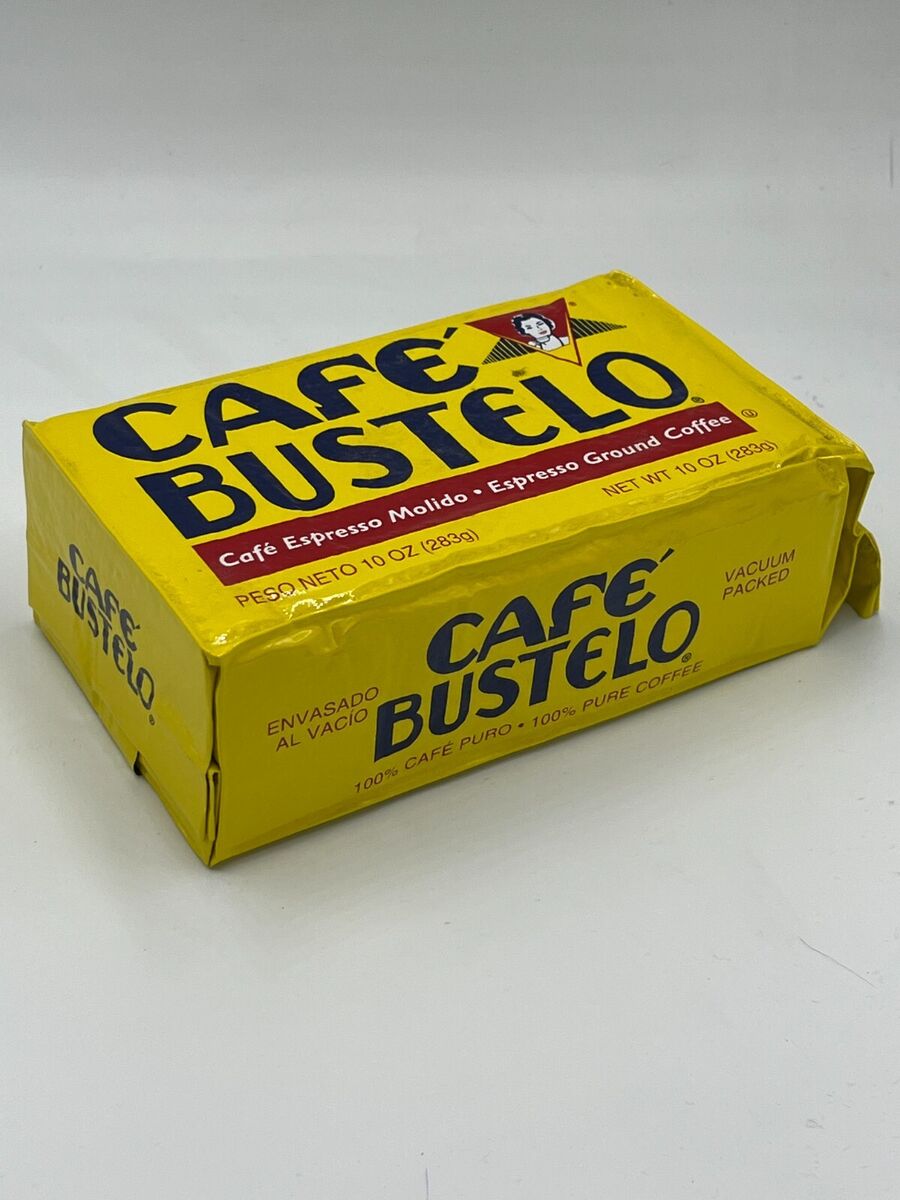 CAFÉ
BUSTELO®
Café Espresso Molido • Espresso Ground Coffee
PESO NETO 10 OZ (283g)
NET WT 10 OZ (283g)
CAFÉ
BUSTELO®
ENVASADO
AL VACÍO
CAFÉ
BUSTELO®
100% CAFÉ PURO • 100% PURE COFFEE
VACUUM
PACKED